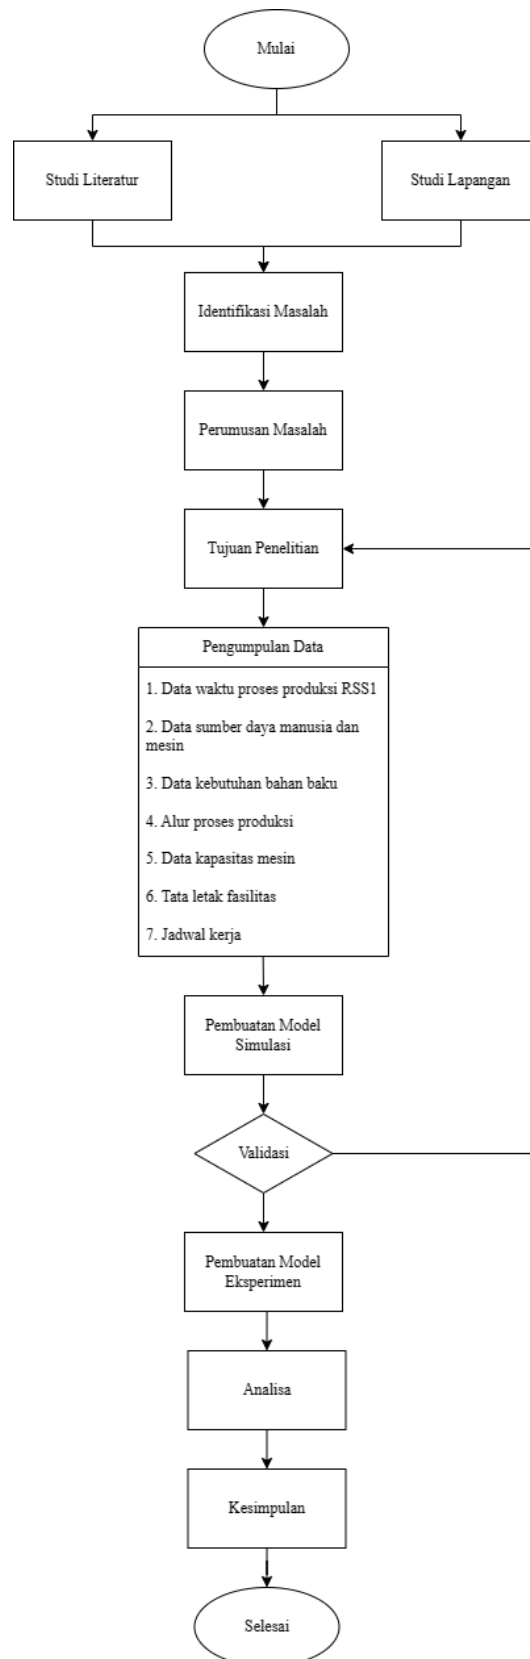 Mulai
Studi Literatur
Studi Lapangan
Identifikasi Masalah
Perumusan Masalah
Tujuan Penelitian
Pengumpulan Data
1. Data waktu proses produksi RSS1
2. Data sumber daya manusia dan
mesin
3. Data kebutuhan bahan baku
4. Alur proses produksi
5. Data kapasitas mesin
6. Tata letak fasilitas
7. Jadwal kerja
Pembuatan Model
Simulasi
Validasi
Pembuatan Model
Eksperimen
Analisa
Kesimpulan
Selesai